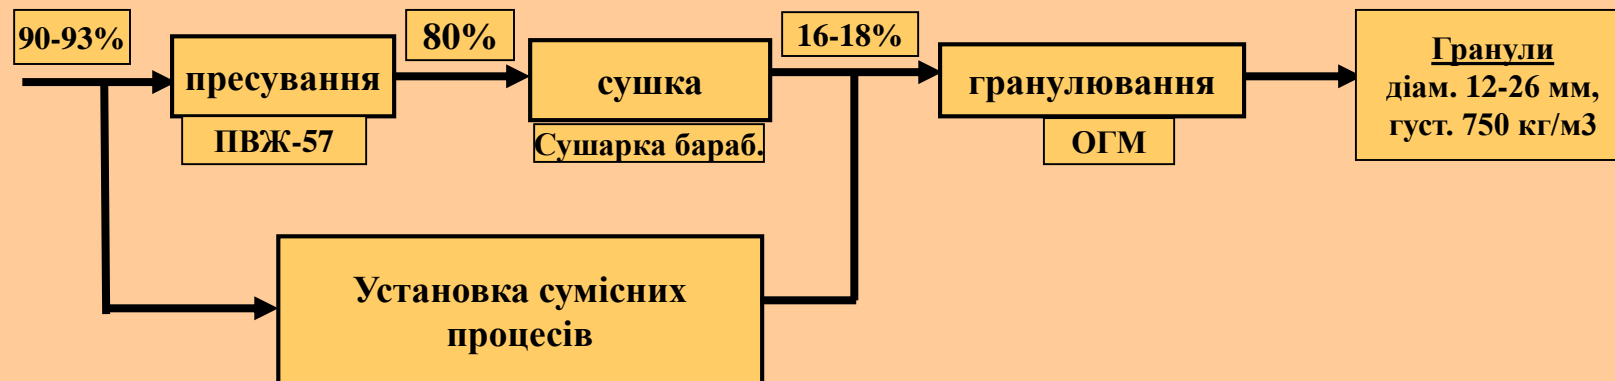 90-93%
80%
16-18%
пресування
ПВЖ-57
сушка
Сушарка бараб.
гранулювання
ОГМ
Гранули
діам. 12-26 мм,
густ. 750 кг/м3
Установка сумісних
процесів